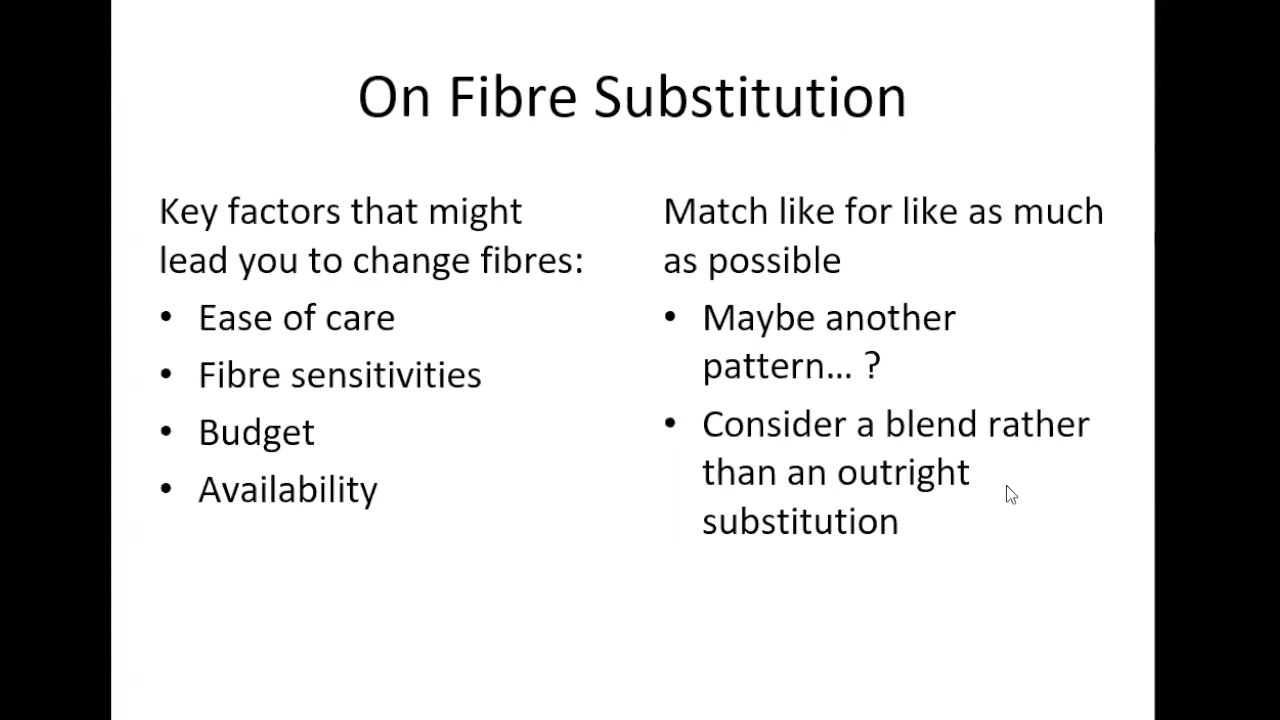 On Fibre Substitution
Key factors that might
lead you to change fibres:
• Ease of care
• Fibre sensitivities
• Budget
• Availability
Match like for like as much
as possible
• Maybe another
pattern... ?
• Consider a blend rather
than an outright
substitution